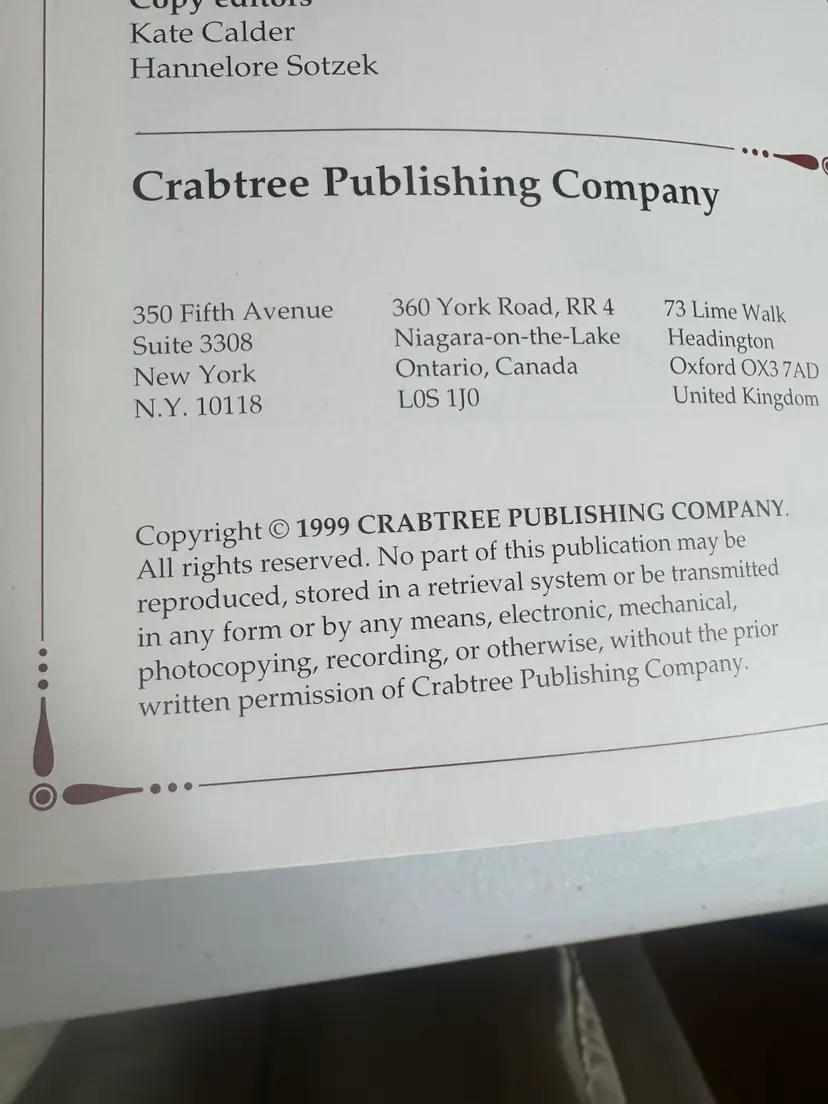 Copy editors
Kate Calder
Hannelore Sotzek
Crabtree Publishing Company
350 Fifth Avenue
Suite 3308
New York
N.Y. 10118
360 York Road, RR 4
Niagara-on-the-Lake
Ontario, Canada
L0S 1J0
73 Lime Walk
Headington
Oxford OX3 7AD
United Kingdom
Copyright © 1999 CRABTREE PUBLISHING COMPANY.
All rights reserved. No part of this publication may be
reproduced, stored in a retrieval system or be transmitted
in any form or by any means, electronic, mechanical,
photocopying, recording, or otherwise, without the prior
written permission of Crabtree Publishing Company.